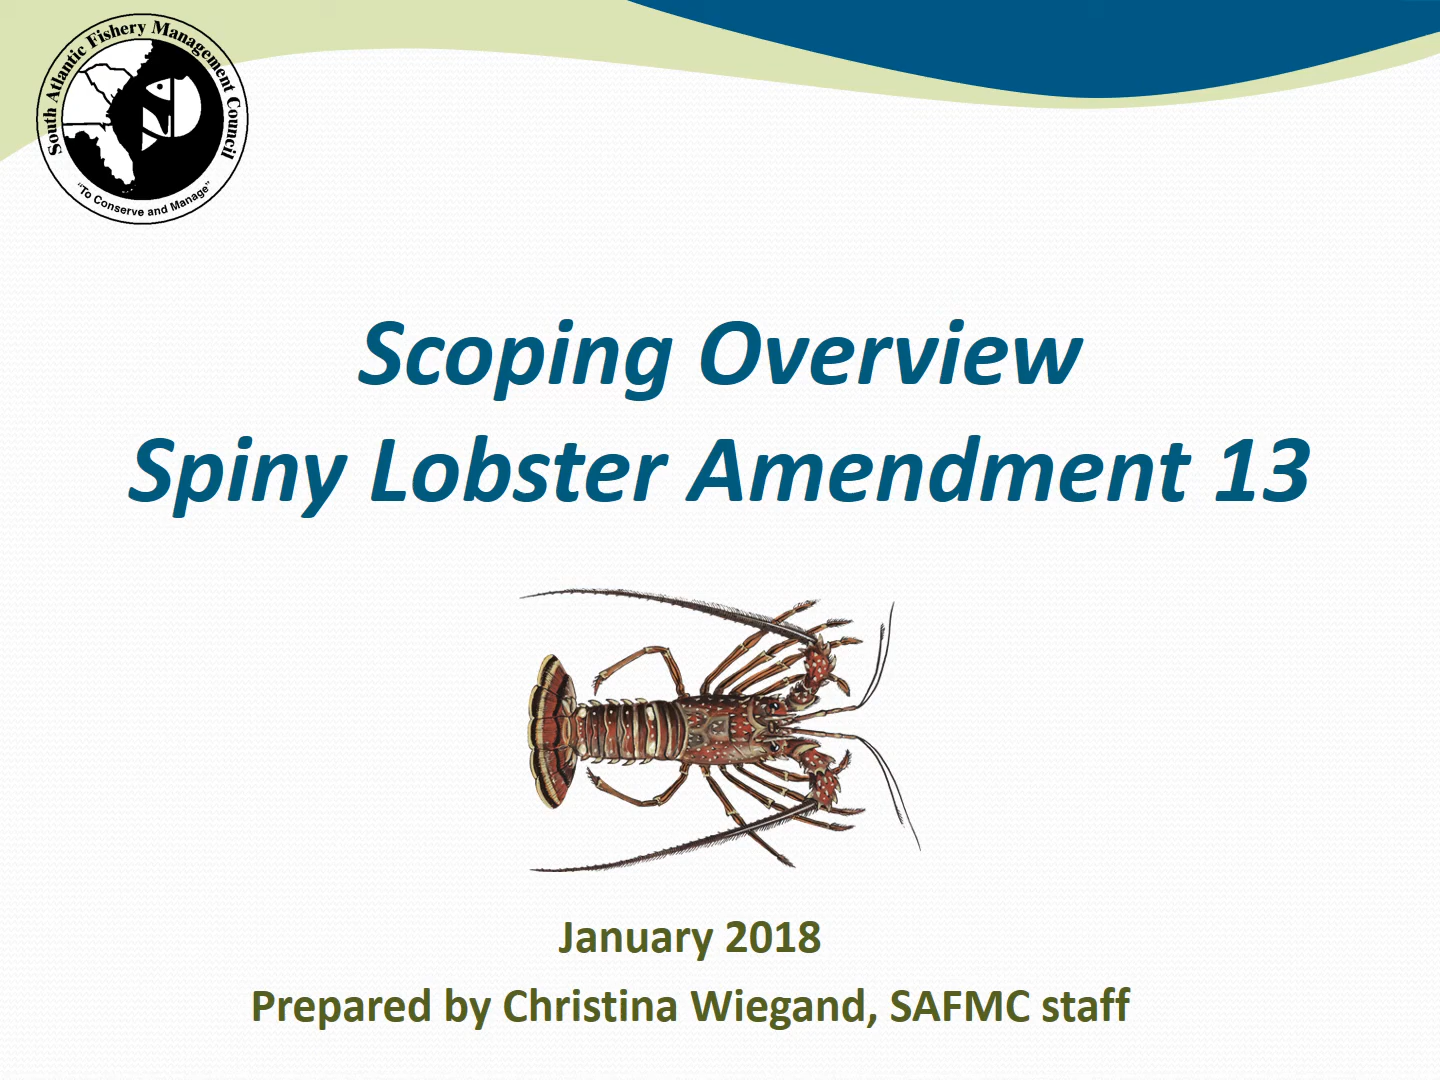 South Atlantic Fishery Management Council
"To Conserve and Manage"
Scoping Overview
Spiny Lobster Amendment 13
January 2018
Prepared by Christina Wiegand, SAFMC staff